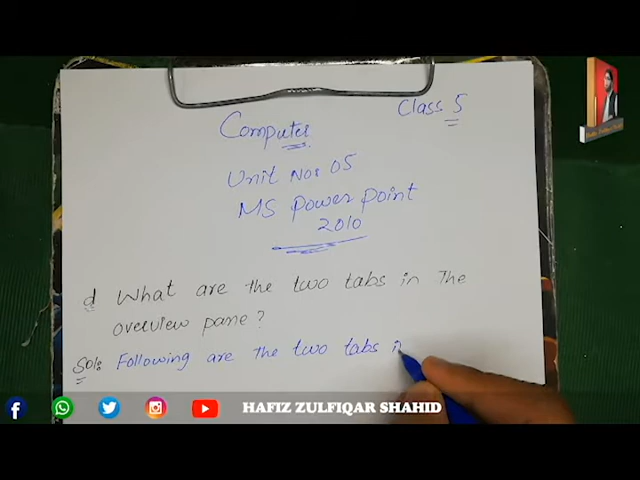 Class 5
Computer
Unit No: 05
MS Power Point
2010
d What are the two tabs in the
overview pane?
Sol: Following are the two tabs i
HAFIZ ZULFIQAR SHAHID